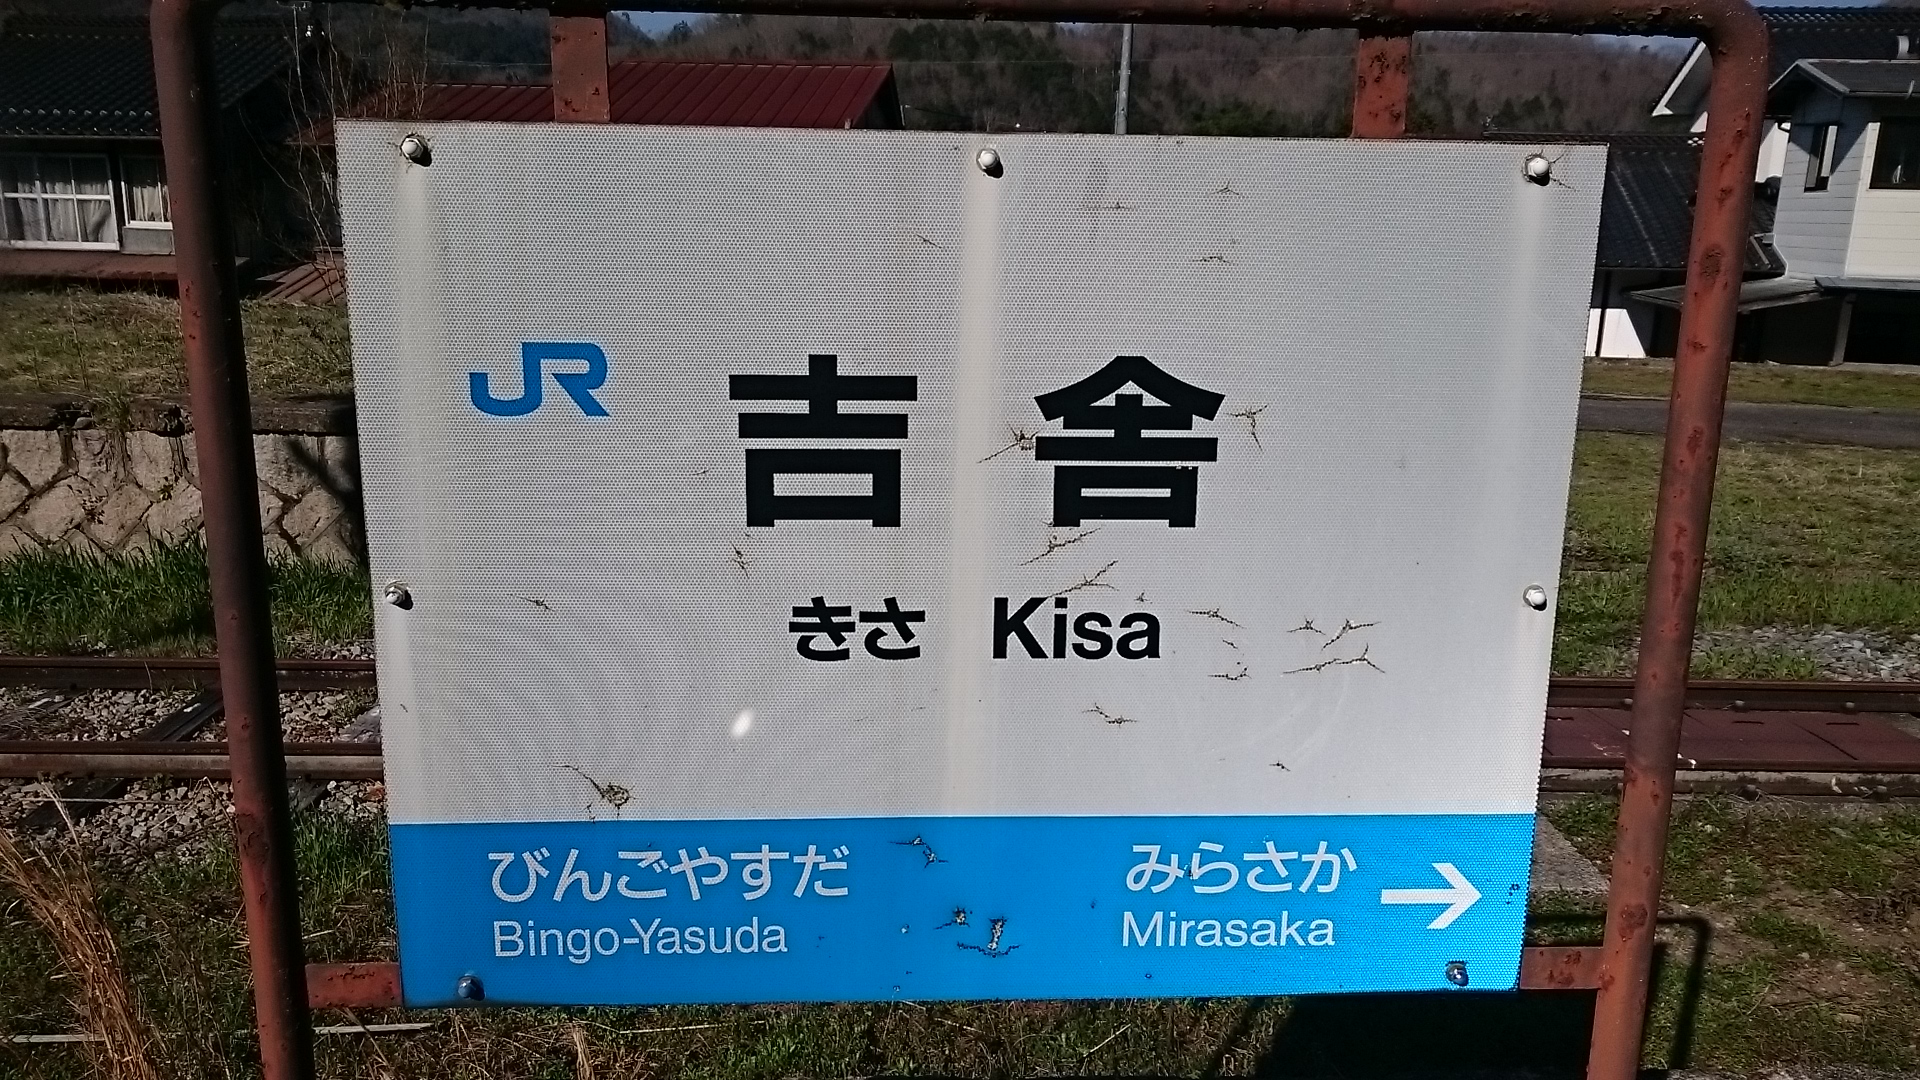 JR 吉舎
きさ Kisa
びんごやすだ みらさか →
Bingo-Yasuda Mirasaka